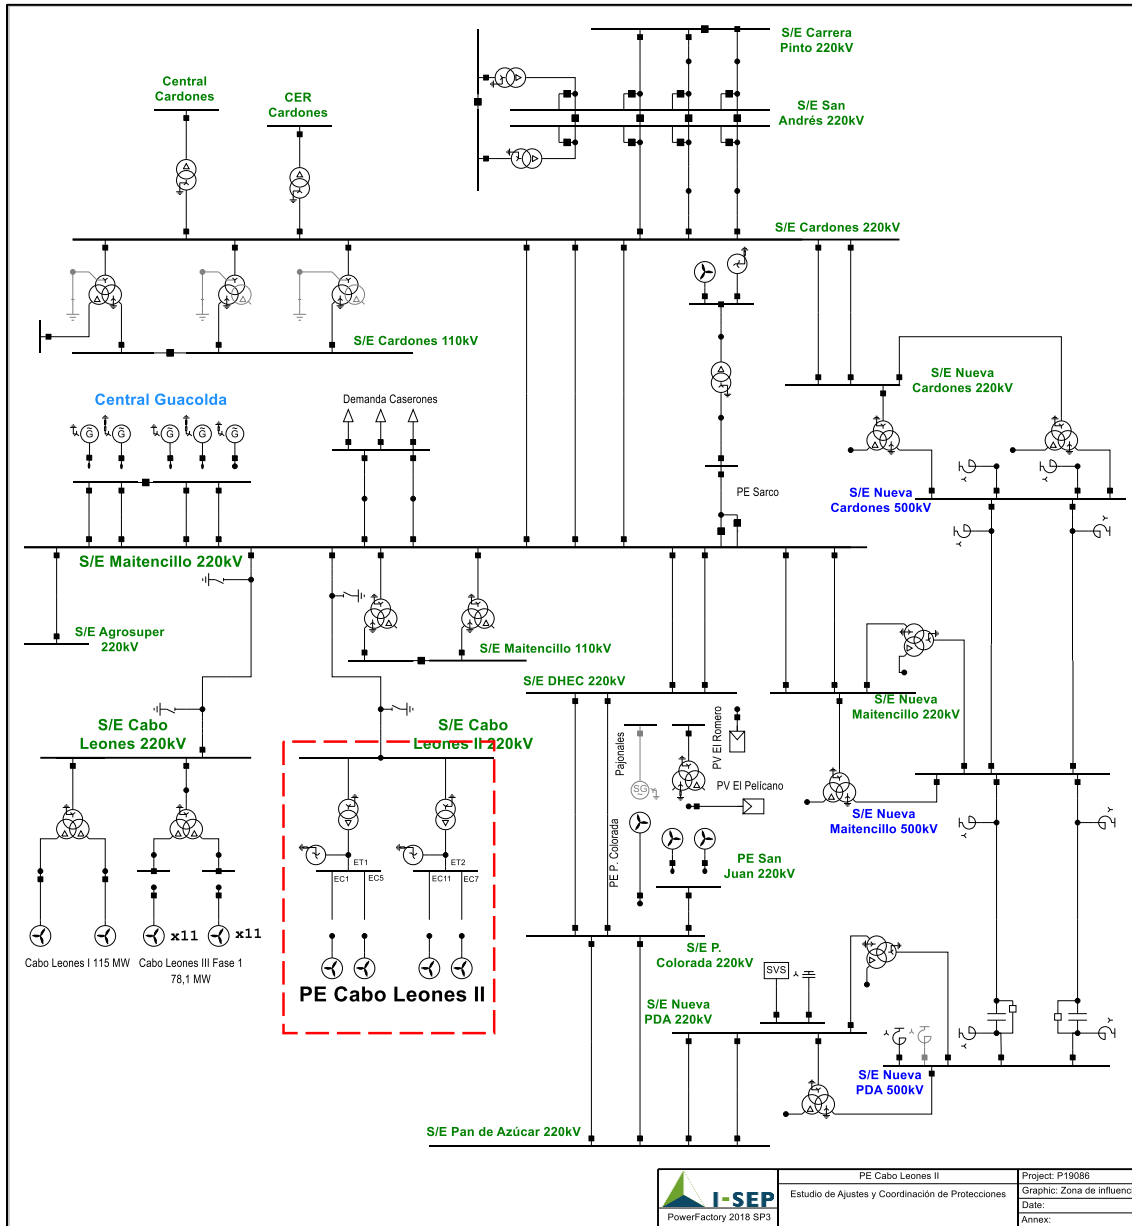 S/E Carrera
Pinto 220kV
Central
Cardones
CER
Cardones
S/E San
Andrés 220kV
S/E Cardones 220kV
S/E Cardones 110kV
S/E Nueva
Cardones 220kV
Central Guacolda
Demanda Caserones
G
G
G
G
G
PE Sarco
S/E Nueva
Cardones 500kV
S/E Maitencillo 220kV
S/E Agrosuper
220kV
S/E Maitencillo 110kV
S/E DHEC 220kV
S/E Nueva
Maitencillo 220kV
S/E Cabo
Leones 220kV
S/E Cabo
Leones II 220kV
Pajonales
PV El Romero
PV El Pelícano
SG
S/E Nueva
Maitencillo 500kV
PE P. Colorada
PE San
Juan 220kV
ET1
ET2
EC1
EC5
EC11
EC7
x11
x11
Cabo Leones I 115 MW
Cabo Leones III Fase 1
78,1 MW
PE Cabo Leones II
S/E P.
Colorada 220kV
SVS
S/E Nueva
PDA 220kV
S/E Nueva
PDA 500kV
S/E Pan de Azúcar 220kV
I-SEP
PowerFactory 2018 SP3
PE Cabo Leones II
Estudio de Ajustes y Coordinación de Protecciones
Project: P19086
Graphic: Zona de influenc
Date:
Annex: